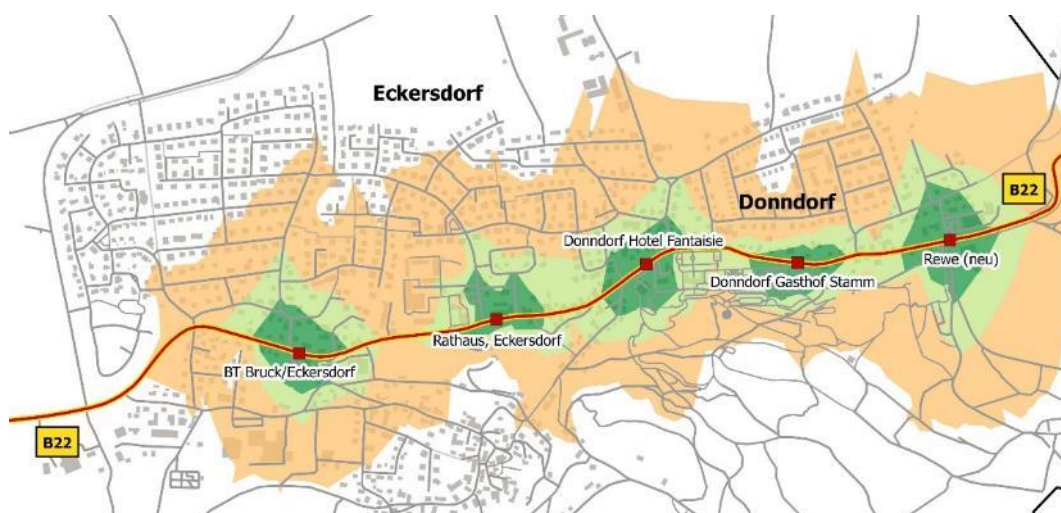 Eckersdorf
Donndorf
B22
Donndorf Hotel Fantaisie
Rewe (neu)
Donndorf Gasthof Stamm
Rathaus, Eckersdorf
BT Bruck/Eckersdorf
B22